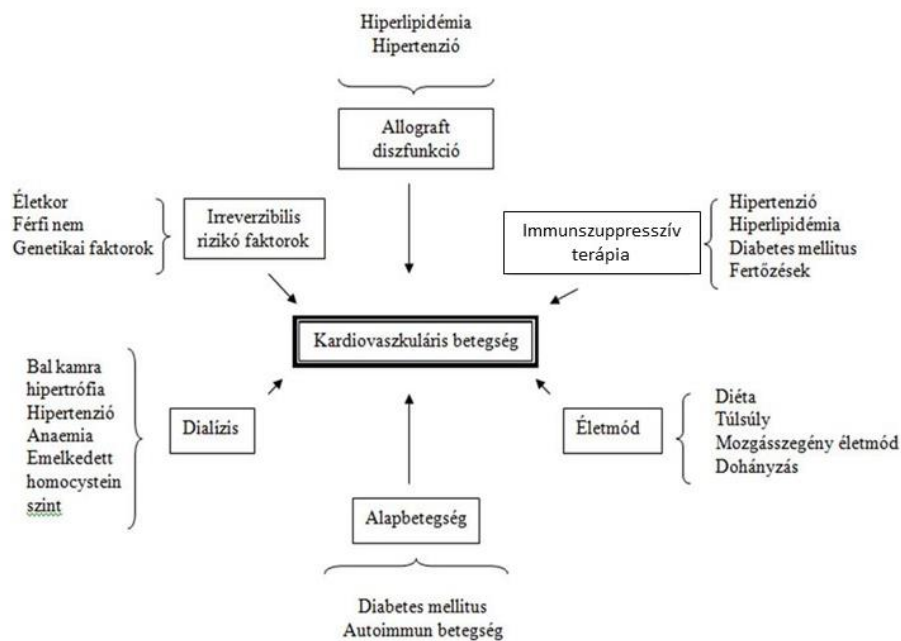 Hiperlipidémia
Hipertenzió
Allograft
diszfunkció
Életkor
Férfi nem
Genetikai faktorok
Irreverzibilis
rizikó faktorok
Immunszuppresszív
terápia
Hipertenzió
Hiperlipidémia
Diabetes mellitus
Fertőzések
Kardiovaszkuláris betegség
Bal kamra
hipertrófia
Hipertenzió
Anaemia
Emelkedett
homocystein
szint
Dialízis
Életmód
Diéta
Túlsúly
Mozgásszegény életmód
Dohányzás
Alapbetegség
Diabetes mellitus
Autoimmun betegség